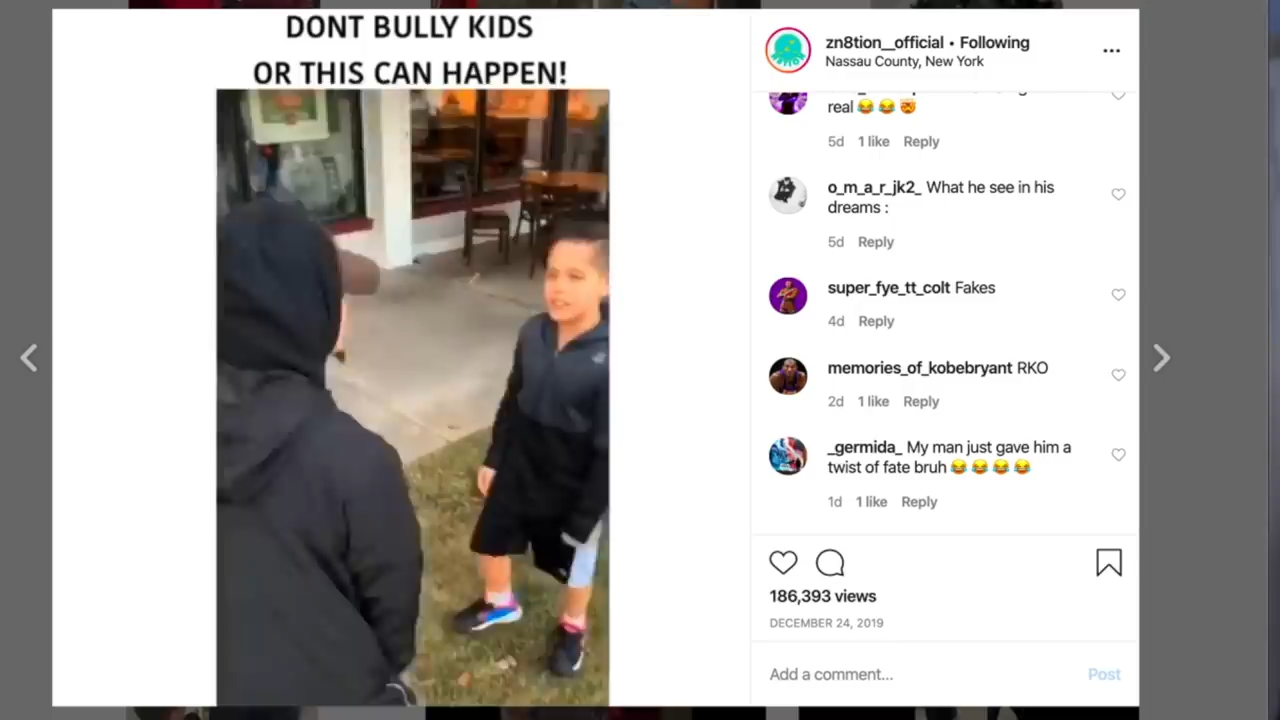 DONT BULLY KIDS
OR THIS CAN HAPPEN!
zn8tion__official • Following
Nassau County, New York
real 😂 😂 🤯
5d 1 like Reply
o_m_a_r_jk2_ What he see in his
dreams :
5d Reply
super_fye_tt_colt Fakes
4d Reply
memories_of_kobebryant RKO
2d 1 like Reply
_germida_ My man just gave him a
twist of fate bruh 😂 😂 😂 😂
1d 1 like Reply
186,393 views
DECEMBER 24, 2019
Add a comment...
Post